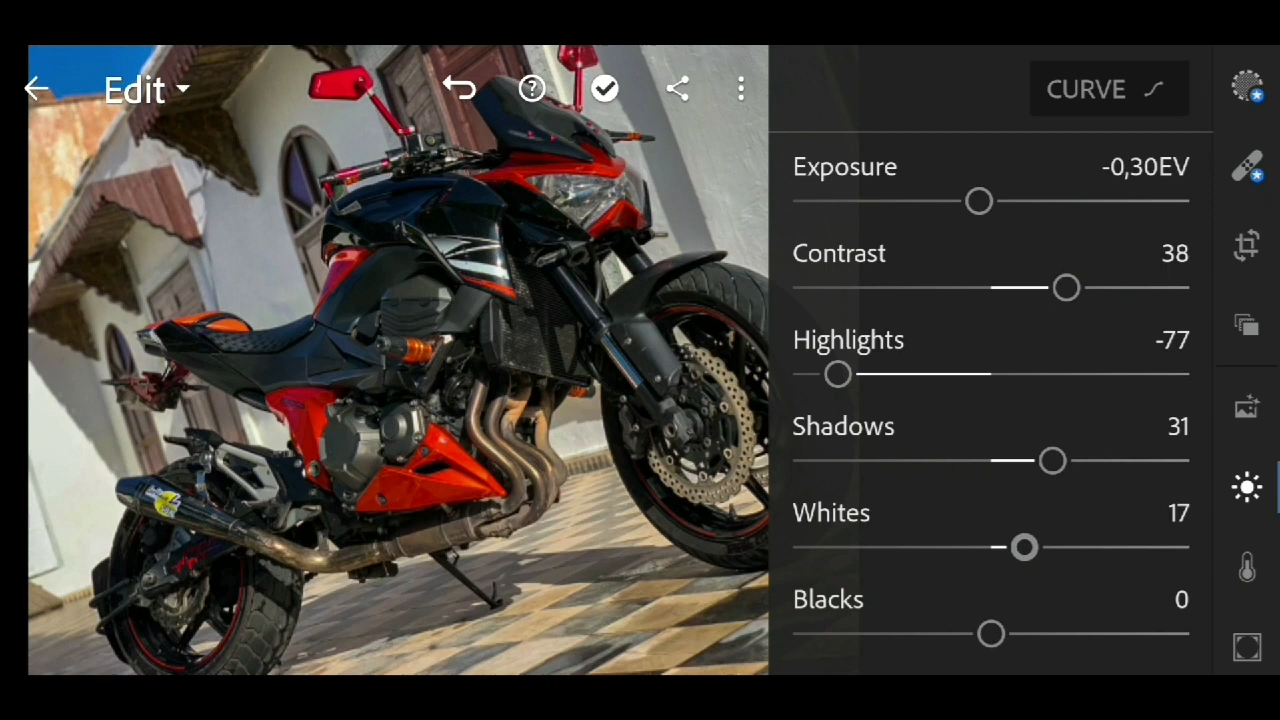 Edit
CURVE
Exposure -0,30EV
Contrast 38
Highlights -77
Shadows 31
Whites 17
Blacks 0